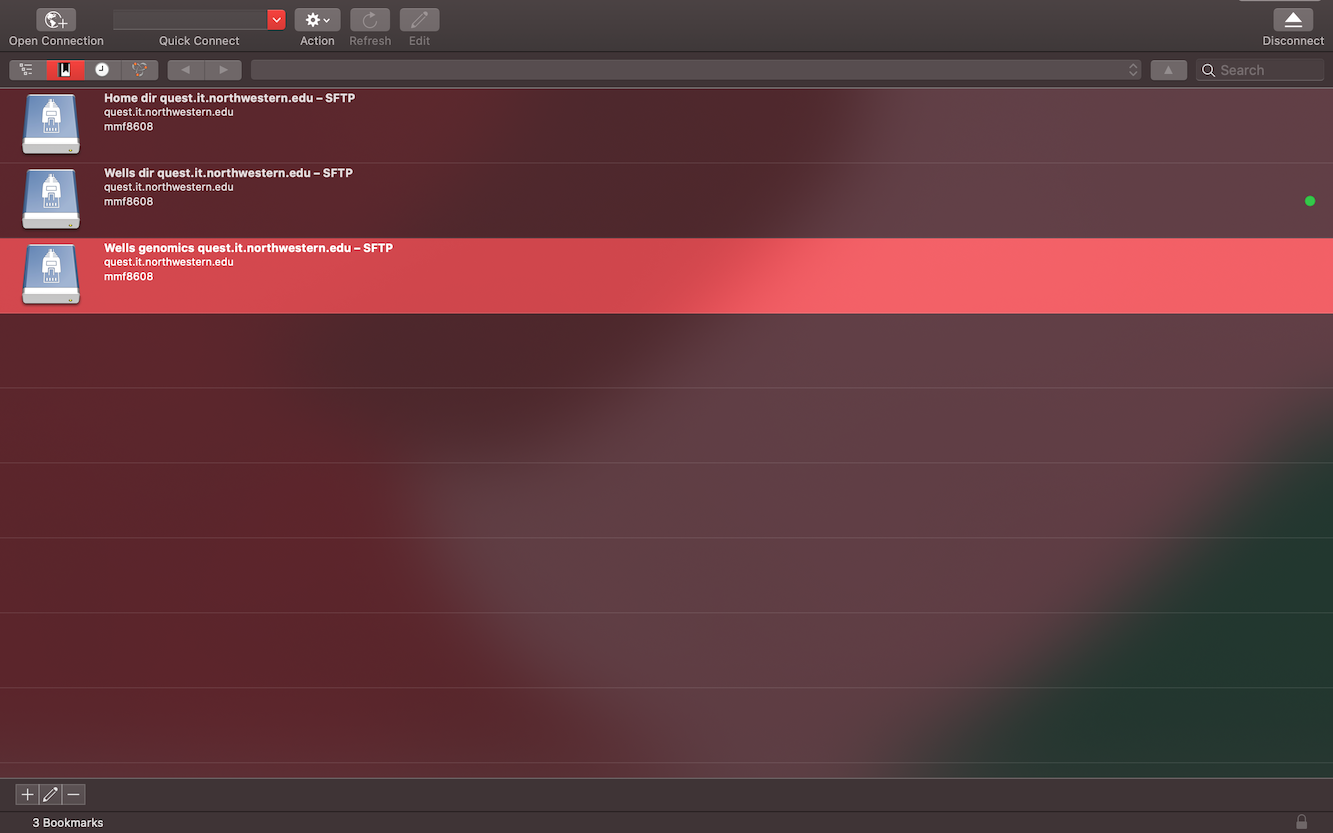 Open Connection
Quick Connect
Action
Refresh
Edit
Disconnect
Search
Home dir quest.it.northwestern.edu – SFTP
quest.it.northwestern.edu
mmf8608
Wells dir quest.it.northwestern.edu – SFTP
quest.it.northwestern.edu
mmf8608
Wells genomics quest.it.northwestern.edu – SFTP
quest.it.northwestern.edu
mmf8608
3 Bookmarks